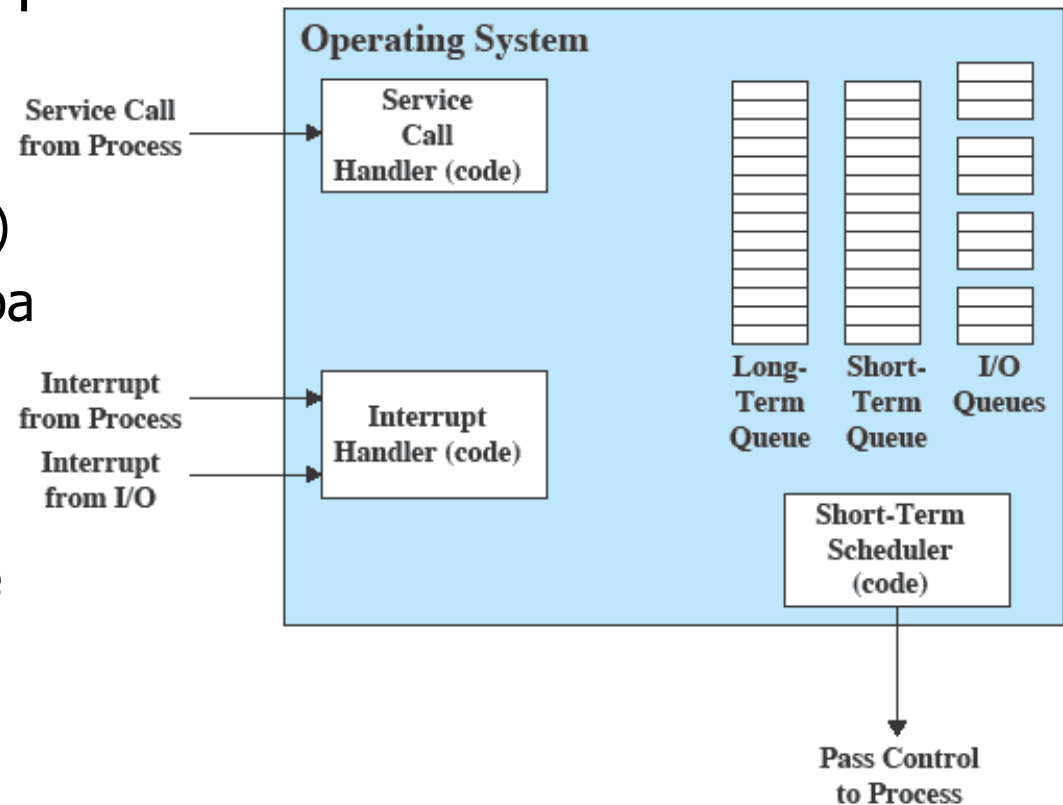 Operating System
Service Call
from Process
Service
Call
Handler (code)
)
pa
Interrupt
from Process
Interrupt
from I/O
Interrupt
Handler (code)
Long-
Term
Queue
Short-
Term
Queue
I/O
Queues
Short-Term
Scheduler
(code)
Pass Control
to Process